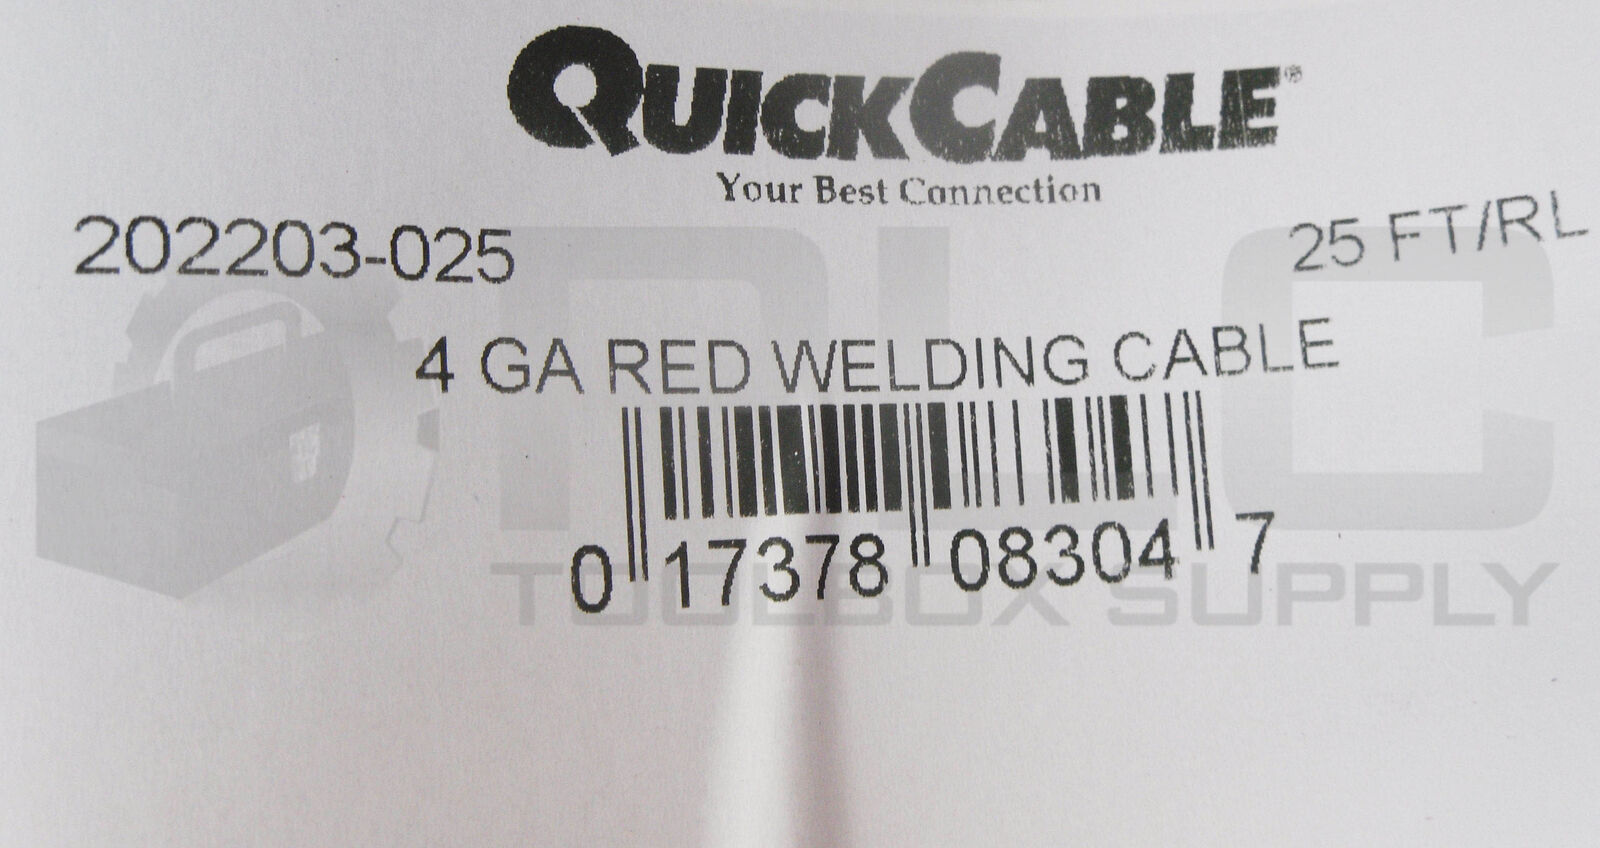 QUICKCABLE®
Your Best Connection
202203-025
25 FT/RL
4 GA RED WELDING CABLE
0 17378 08304 7
PLC
TOOLBOX SUPPLY